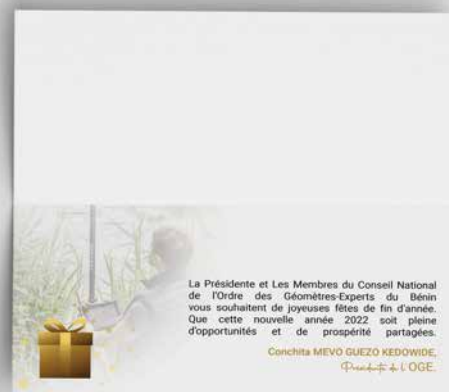 La Présidente et Les Membres du Conseil National
de l'Ordre des Géomètres-Experts du Bénin
vous souhaitent de joyeuses fêtes de fin d'année.
Que cette nouvelle année 2022 soit pleine
d'opportunités et de prospérité partagées.
Conchita MEVO GUEZO KEDOWIDE,
Présidente de L'OGE.